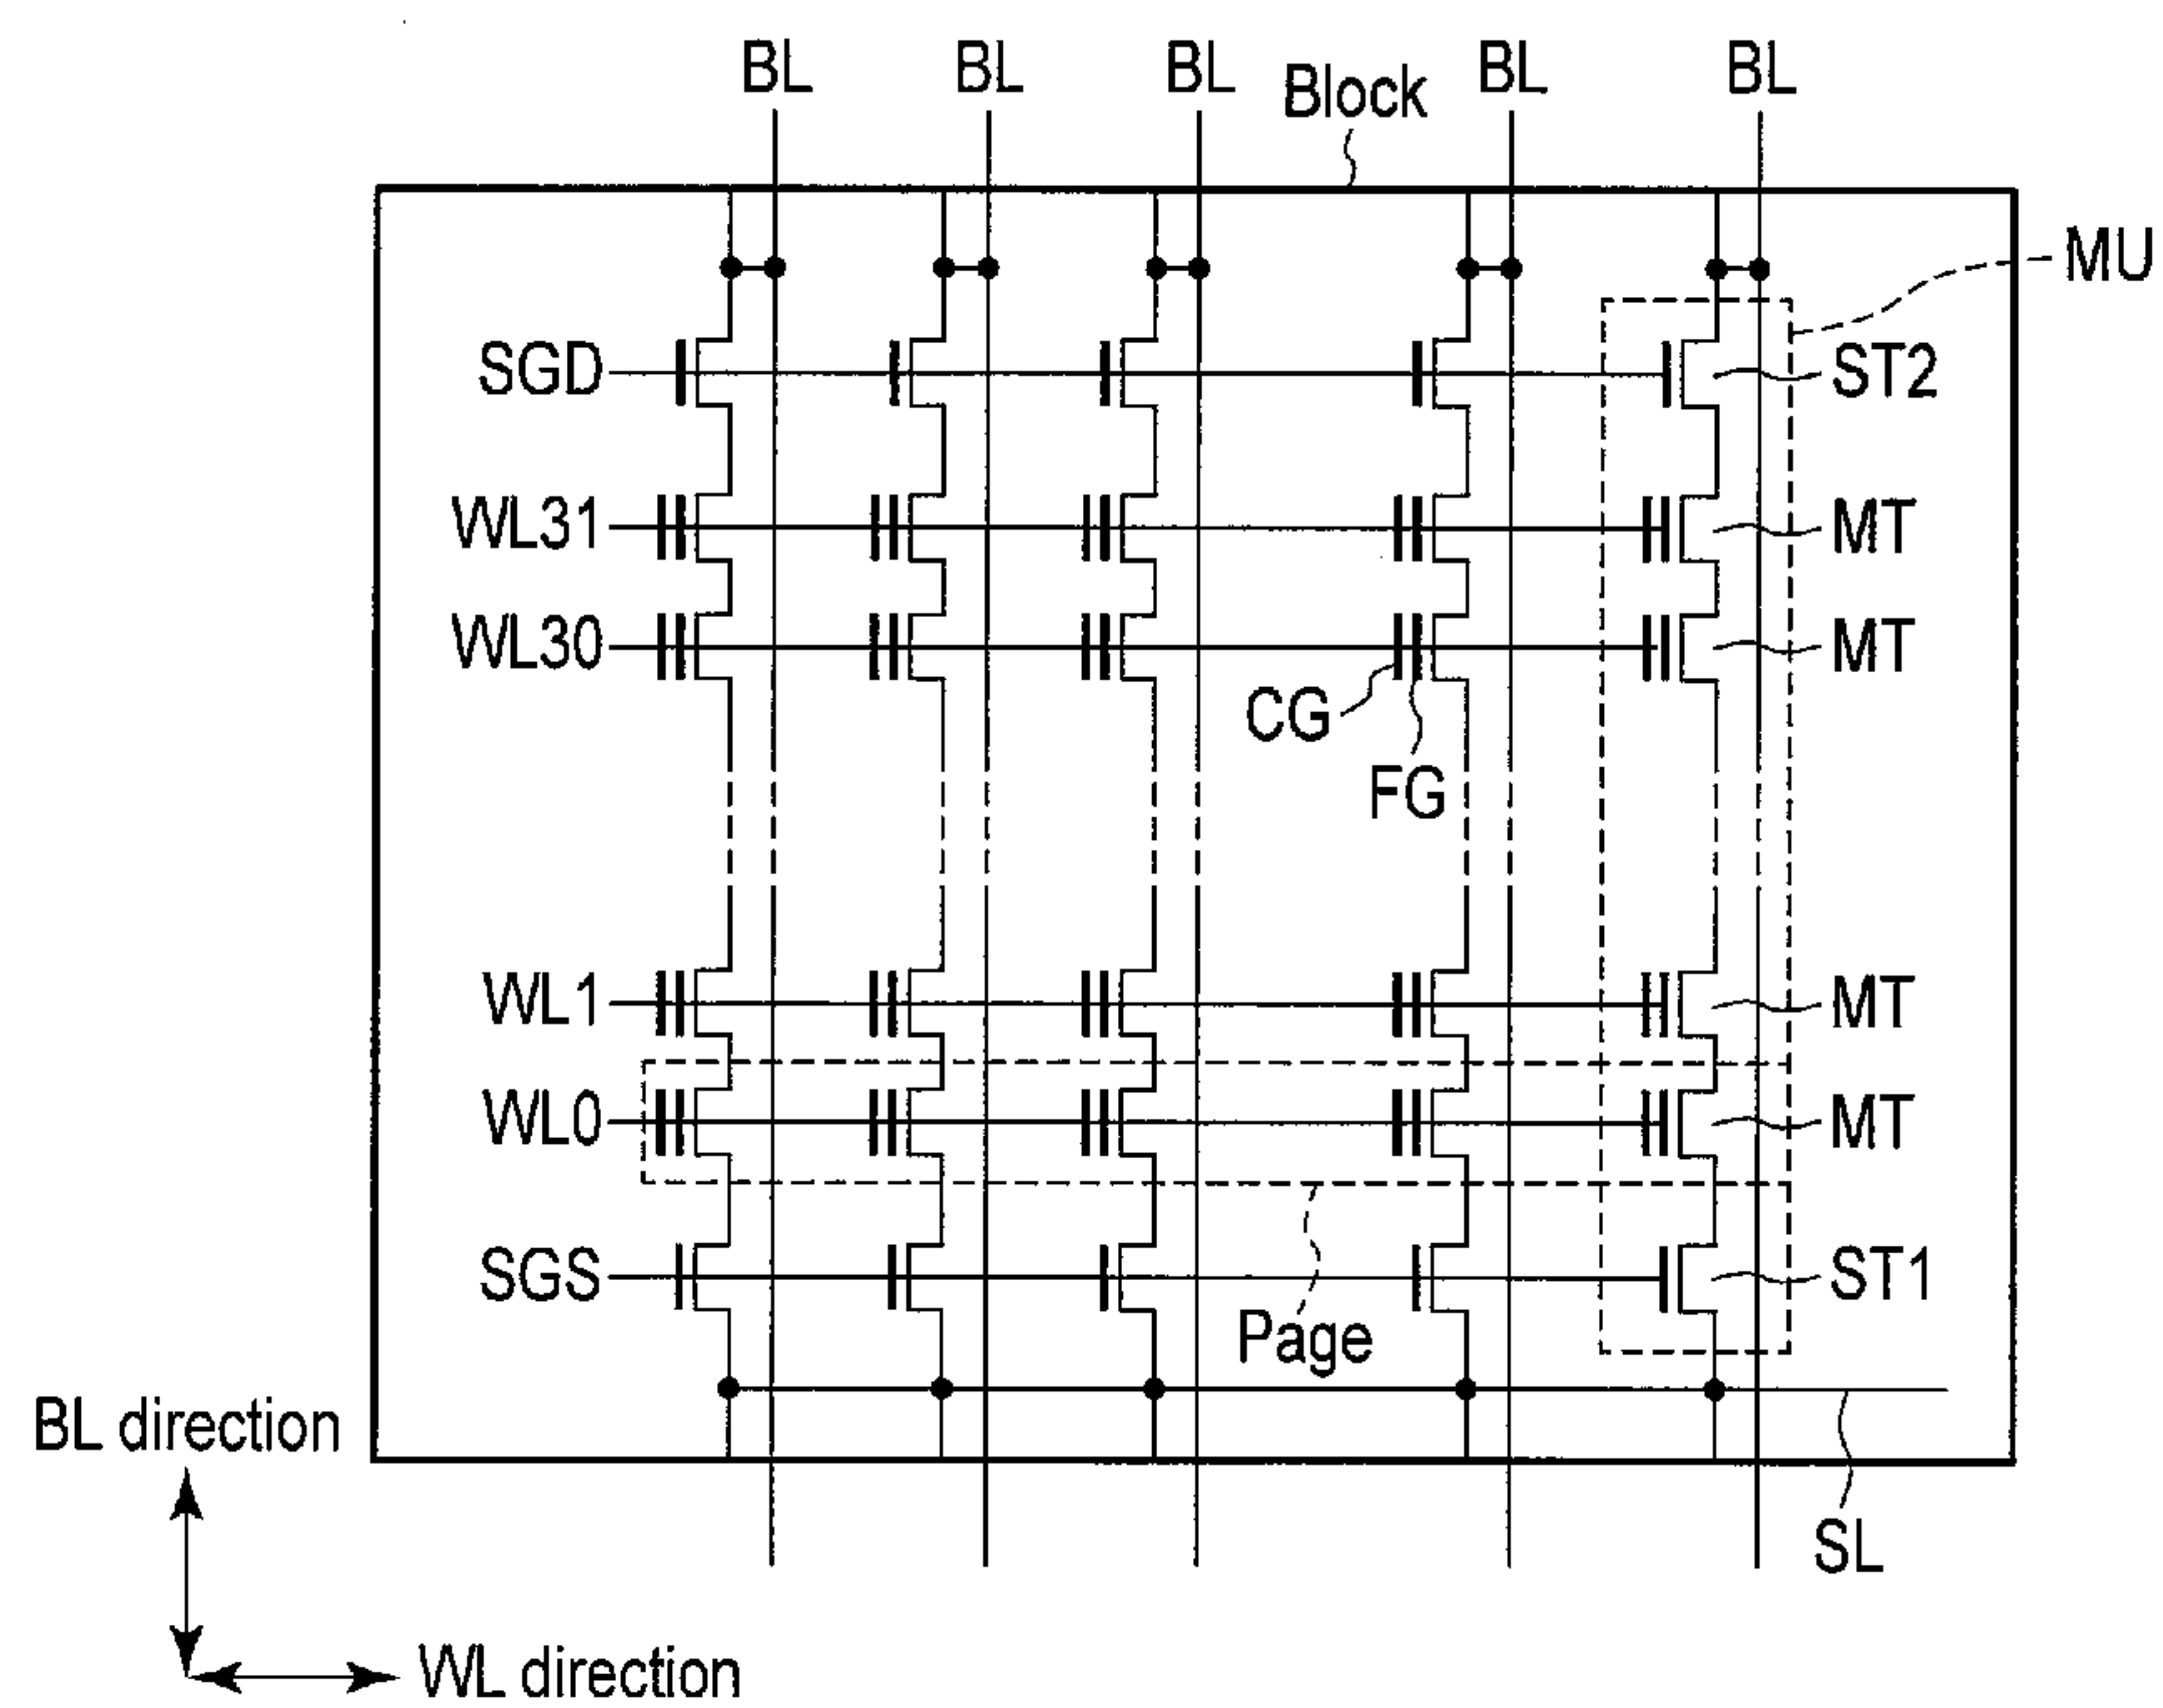 BL BL BL Block BL BL
MU
SGD ST2
WL31 MT
WL30 MT
CG
FG
WL1 MT
WL0 MT
SGS ST1
Page
BL direction
SL
WL direction